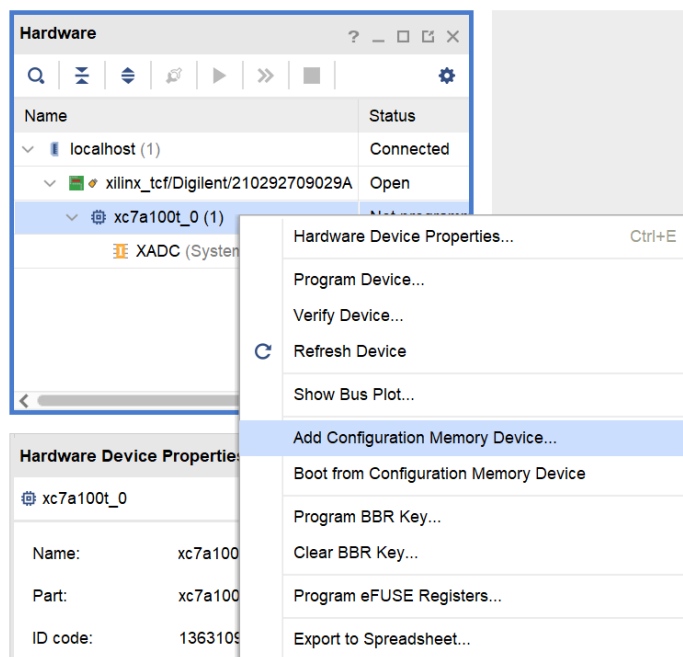 Hardware
Name Status
localhost (1) Connected
xilinx_tcf/Digilent/210292709029A Open
xc7a100t_0 (1)
XADC
Hardware Device Properties... Ctrl+E
Program Device...
Verify Device...
Refresh Device
Show Bus Plot...
Add Configuration Memory Device...
Boot from Configuration Memory Device
Program BBR Key...
Clear BBR Key...
Program eFUSE Registers...
Export to Spreadsheet...
Hardware Device
xc7a100t_0
Name: xc7a100
Part: xc7a100
ID code: 1363109